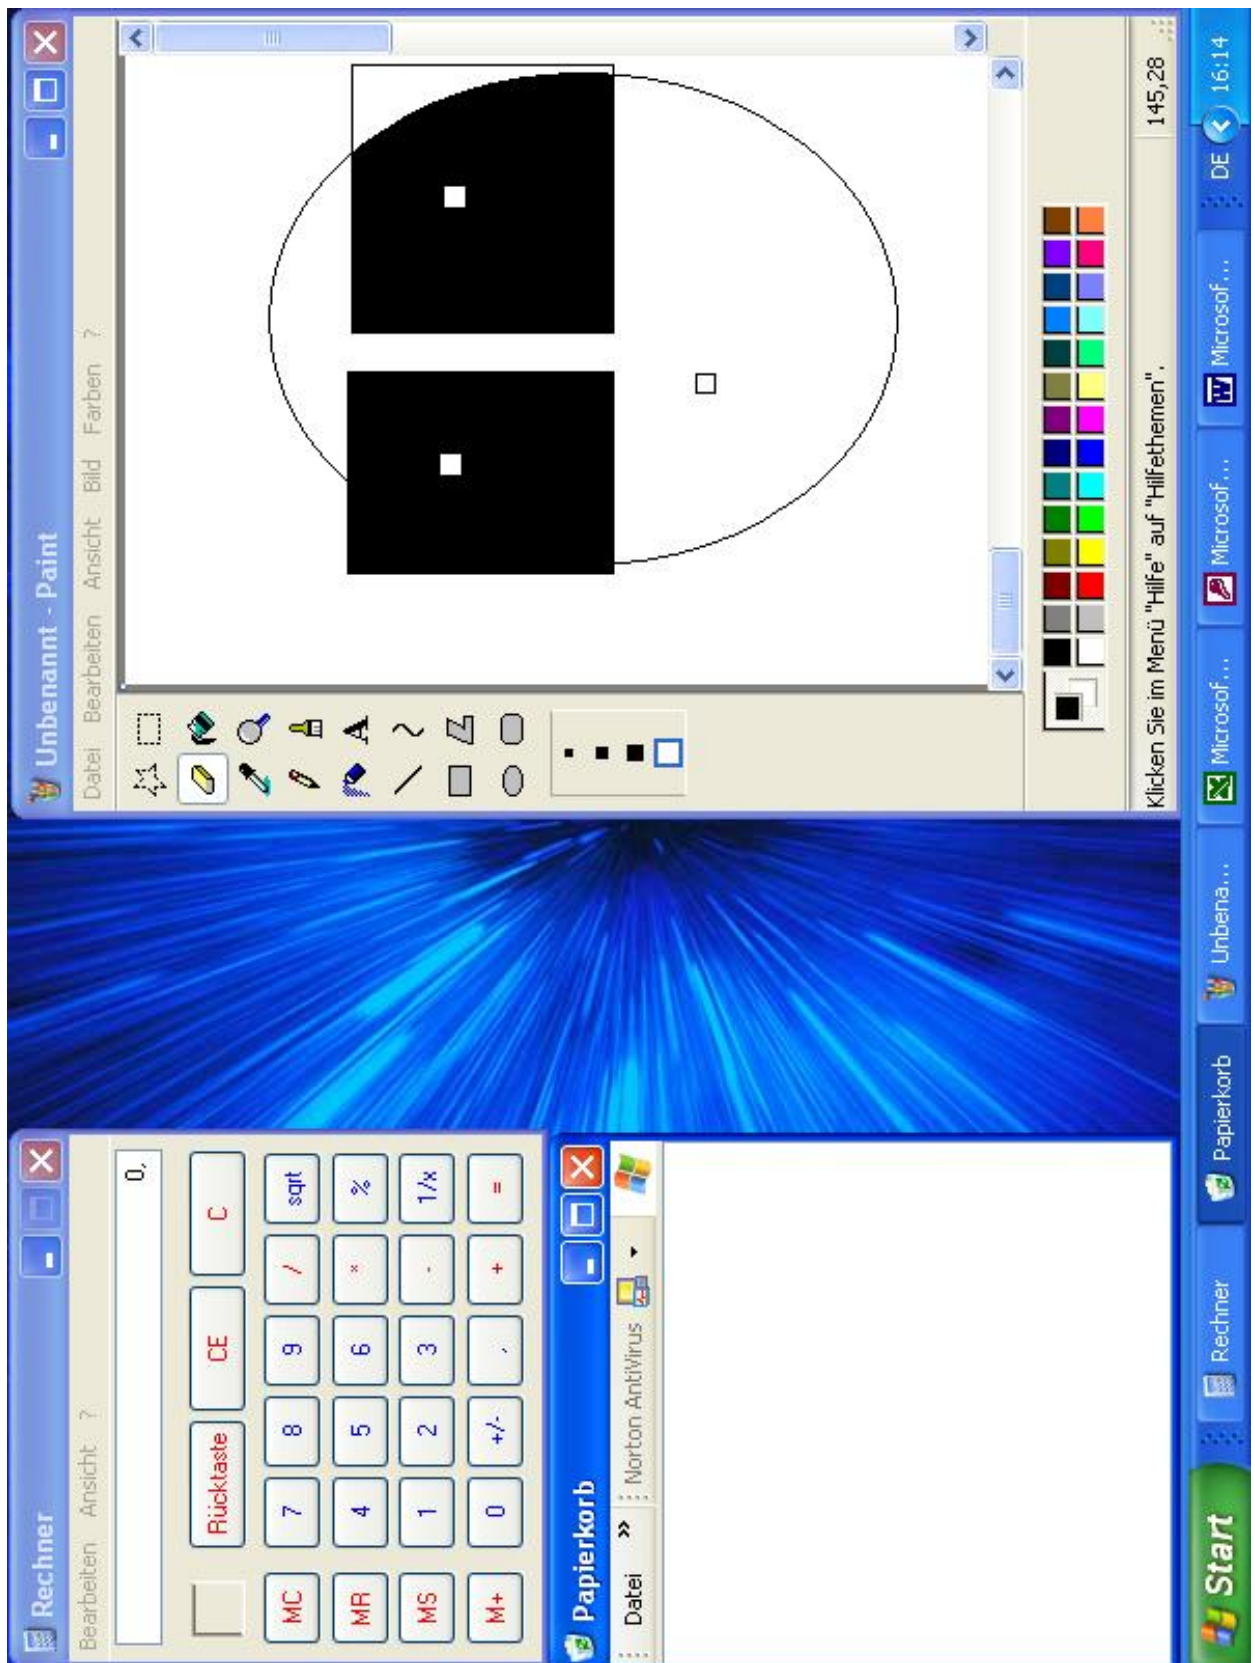 Rechner
Bearbeiten Ansicht ?
0,
Rücktaste CE C
MC 7 8 9 / sqrt
MR 4 5 6 * %
MS 1 2 3 - 1/x
M+ 0 +/- , + =
Papierkorb
Datei » Norton AntiVirus
Unbenannt - Paint
Datei Bearbeiten Ansicht Bild Farben ?
A
Klicken Sie im Menü "Hilfe" auf "Hilfethemen". 145,28
Start Rechner Papierkorb Unbena... Microsof... Microsof... Microsof... DE 16:14